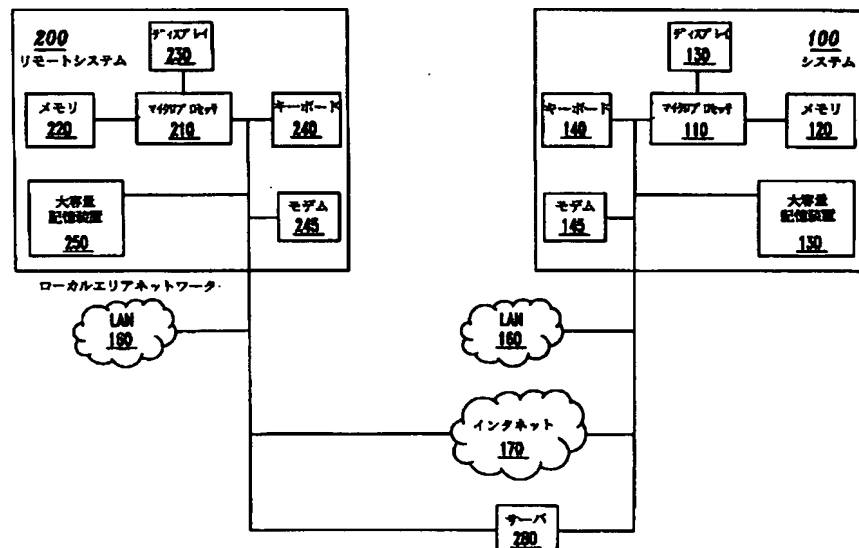 200
リモートシステム
ディスプレイ
230
メモリ
220
マイクロプロセッサ
210
キーボード
240
大容量
記憶装置
250
モデム
245
ローカルエリアネットワーク
LAN
160
100
システム
ディスプレイ
130
キーボード
140
マイクロプロセッサ
110
メモリ
120
モデム
145
大容量
記憶装置
130
LAN
160
インタネット
170
サーバ
280